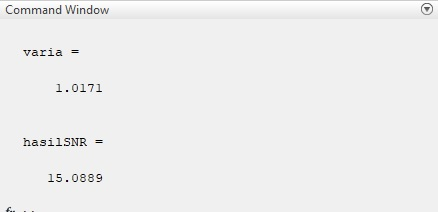 Command Window
varia =
1.0171
hasilSNR =
15.0889